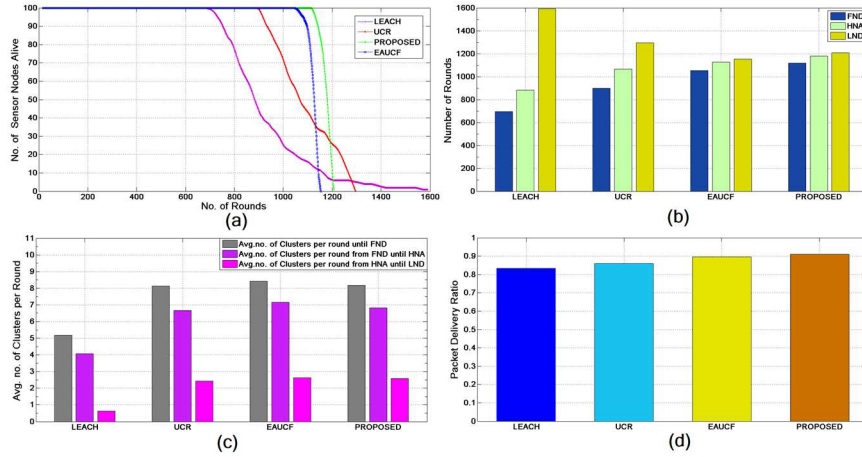 100
90
80
70
60
50
40
30
20
10
0
No. of Sensor Nodes Alive
LEACH
UCR
PROPOSED
EAUCF
0 200 400 600 800 1000 1200 1400 1600
No. of Rounds
(a)
1600
1400
1200
1000
800
600
400
200
0
Number of Rounds
FND
HNA
LND
LEACH UCR EAUCF PROPOSED
(b)
11
10
9
8
7
6
5
4
3
2
1
0
Avg. no. of Clusters per Round
Avg.no. of Clusters per round until FND
Avg.no. of Clusters per round from FND until HNA
Avg.no. of Clusters per round from HNA until LND
LEACH UCR EAUCF PROPOSED
(c)
1
0.9
0.8
0.7
0.6
0.5
0.4
0.3
0.2
0.1
0
Packet Delivery Ratio
LEACH UCR EAUCF PROPOSED
(d)